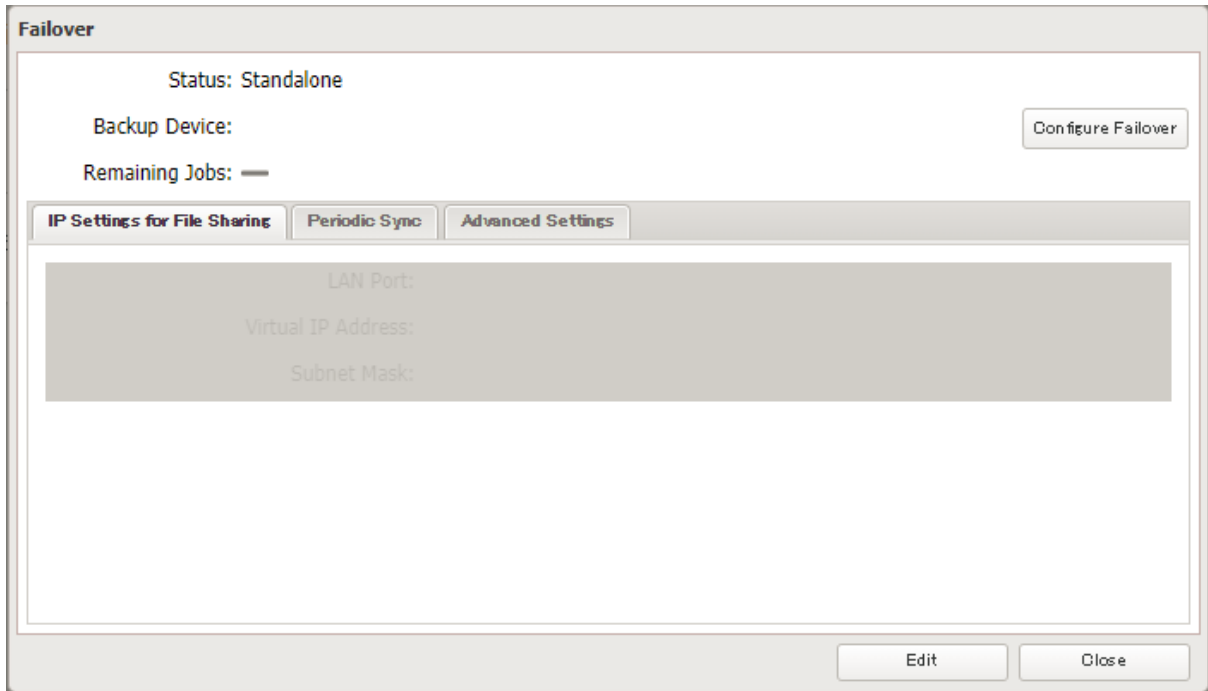 Failover
Status: Standalone
Backup Device:
Configure Failover
Remaining Jobs: —
IP Settings for File Sharing
Periodic Sync
Advanced Settings
LAN Port:
Virtual IP Address:
Subnet Mask:
Edit
Close